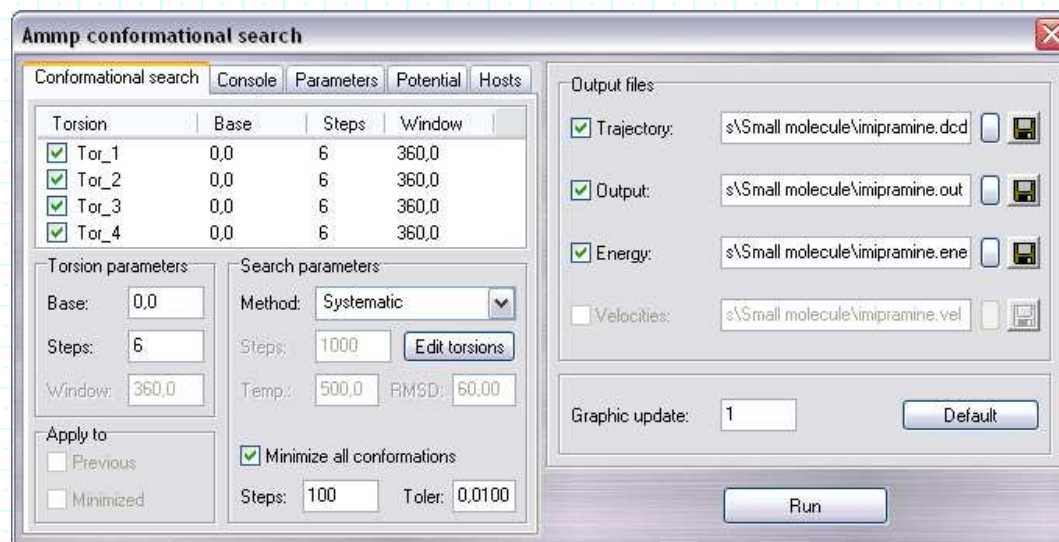 Ammp conformational search
Conformational search Console Parameters Potential Hosts
Torsion Base Steps Window
Tor_1 0,0 6 360,0
Tor_2 0,0 6 360,0
Tor_3 0,0 6 360,0
Tor_4 0,0 6 360,0
Torsion parameters
Base: 0,0
Steps: 6
Window: 360,0
Apply to
Previous
Minimized
Search parameters
Method: Systematic
Steps: 1000 Edit torsions
Temp.: 500,0 RMSD: 60,00
Minimize all conformations
Steps: 100 Toler: 0,0100
Output files
Trajectory: s\Small molecule\imipramine.dcd
Output: s\Small molecule\imipramine.out
Energy: s\Small molecule\imipramine.ene
Velocities: s\Small molecule\imipramine.vel
Graphic update: 1 Default
Run